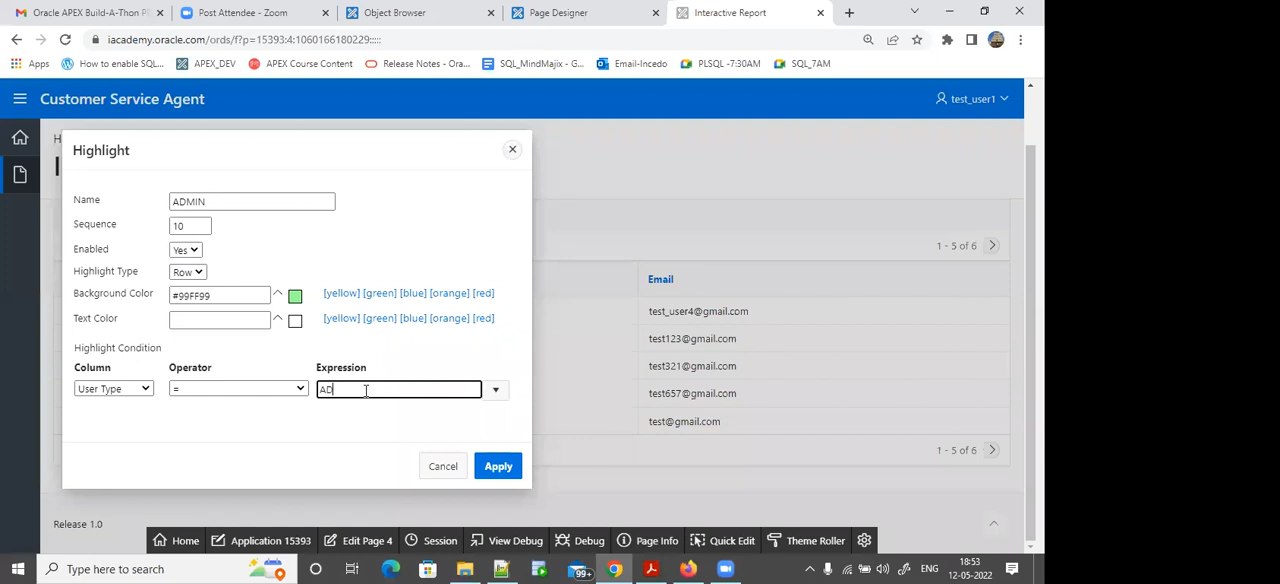 Oracle APEX Build-A-Thon P
Post Attendee - Zoom
Object Browser
Page Designer
Interactive Report
iacademy.oracle.com/ords/f?p=15393:4:1060166180229:::::
Apps
How to enable SQL...
APEX_DEV
APEX Course Content
Release Notes - Ora...
SQL_MindMajix - G...
Email-Incedo
PLSQL -7:30AM
SQL_7AM
Customer Service Agent
test_user1
Highlight
Name ADMIN
Sequence 10
Enabled Yes
Highlight Type Row
Background Color #99FF99 [yellow] [green] [blue] [orange] [red]
Text Color [yellow] [green] [blue] [orange] [red]
Highlight Condition
Column Operator Expression
User Type = AD
Cancel Apply
1 - 5 of 6
Email
test_user4@gmail.com
test123@gmail.com
test321@gmail.com
test657@gmail.com
test@gmail.com
1 - 5 of 6
Release 1.0
Home Application 15393 Edit Page 4 Session View Debug Debug Page Info Quick Edit Theme Roller
Type here to search
99+
ENG
18:53
12-05-2022